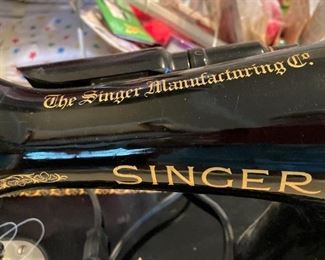 The Singer Manufacturing Co.
SINGER